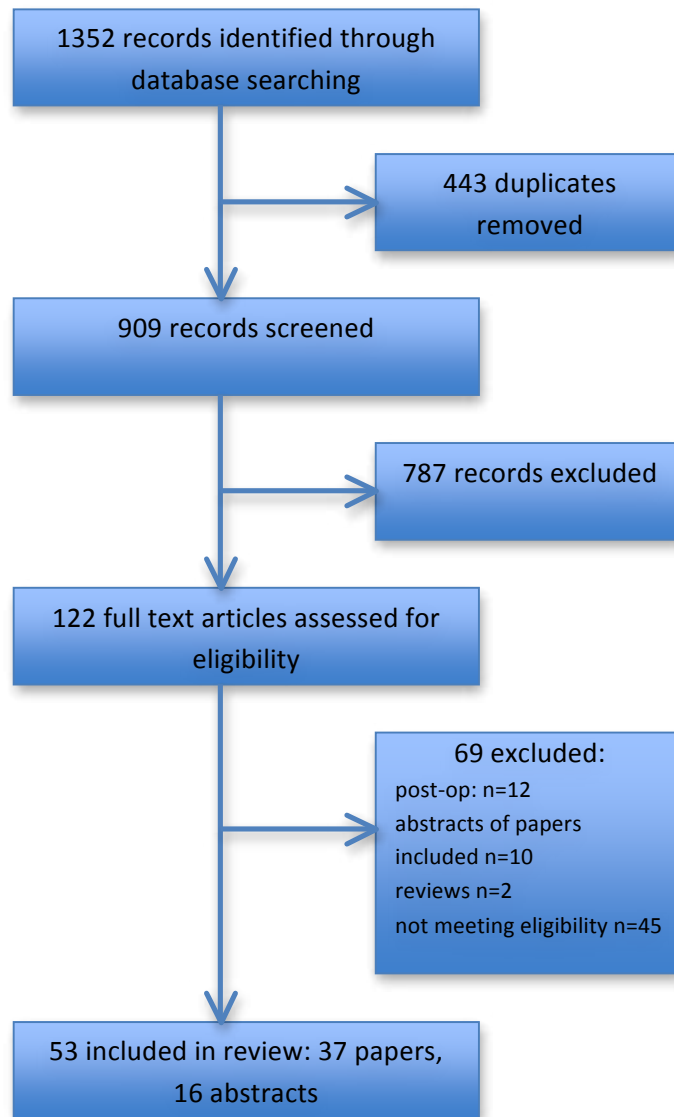 1352 records identified through
database searching
443 duplicates
removed
909 records screened
787 records excluded
122 full text articles assessed for
eligibility
69 excluded:
post-op: n=12
abstracts of papers
included n=10
reviews n=2
not meeting eligibility n=45
53 included in review: 37 papers,
16 abstracts